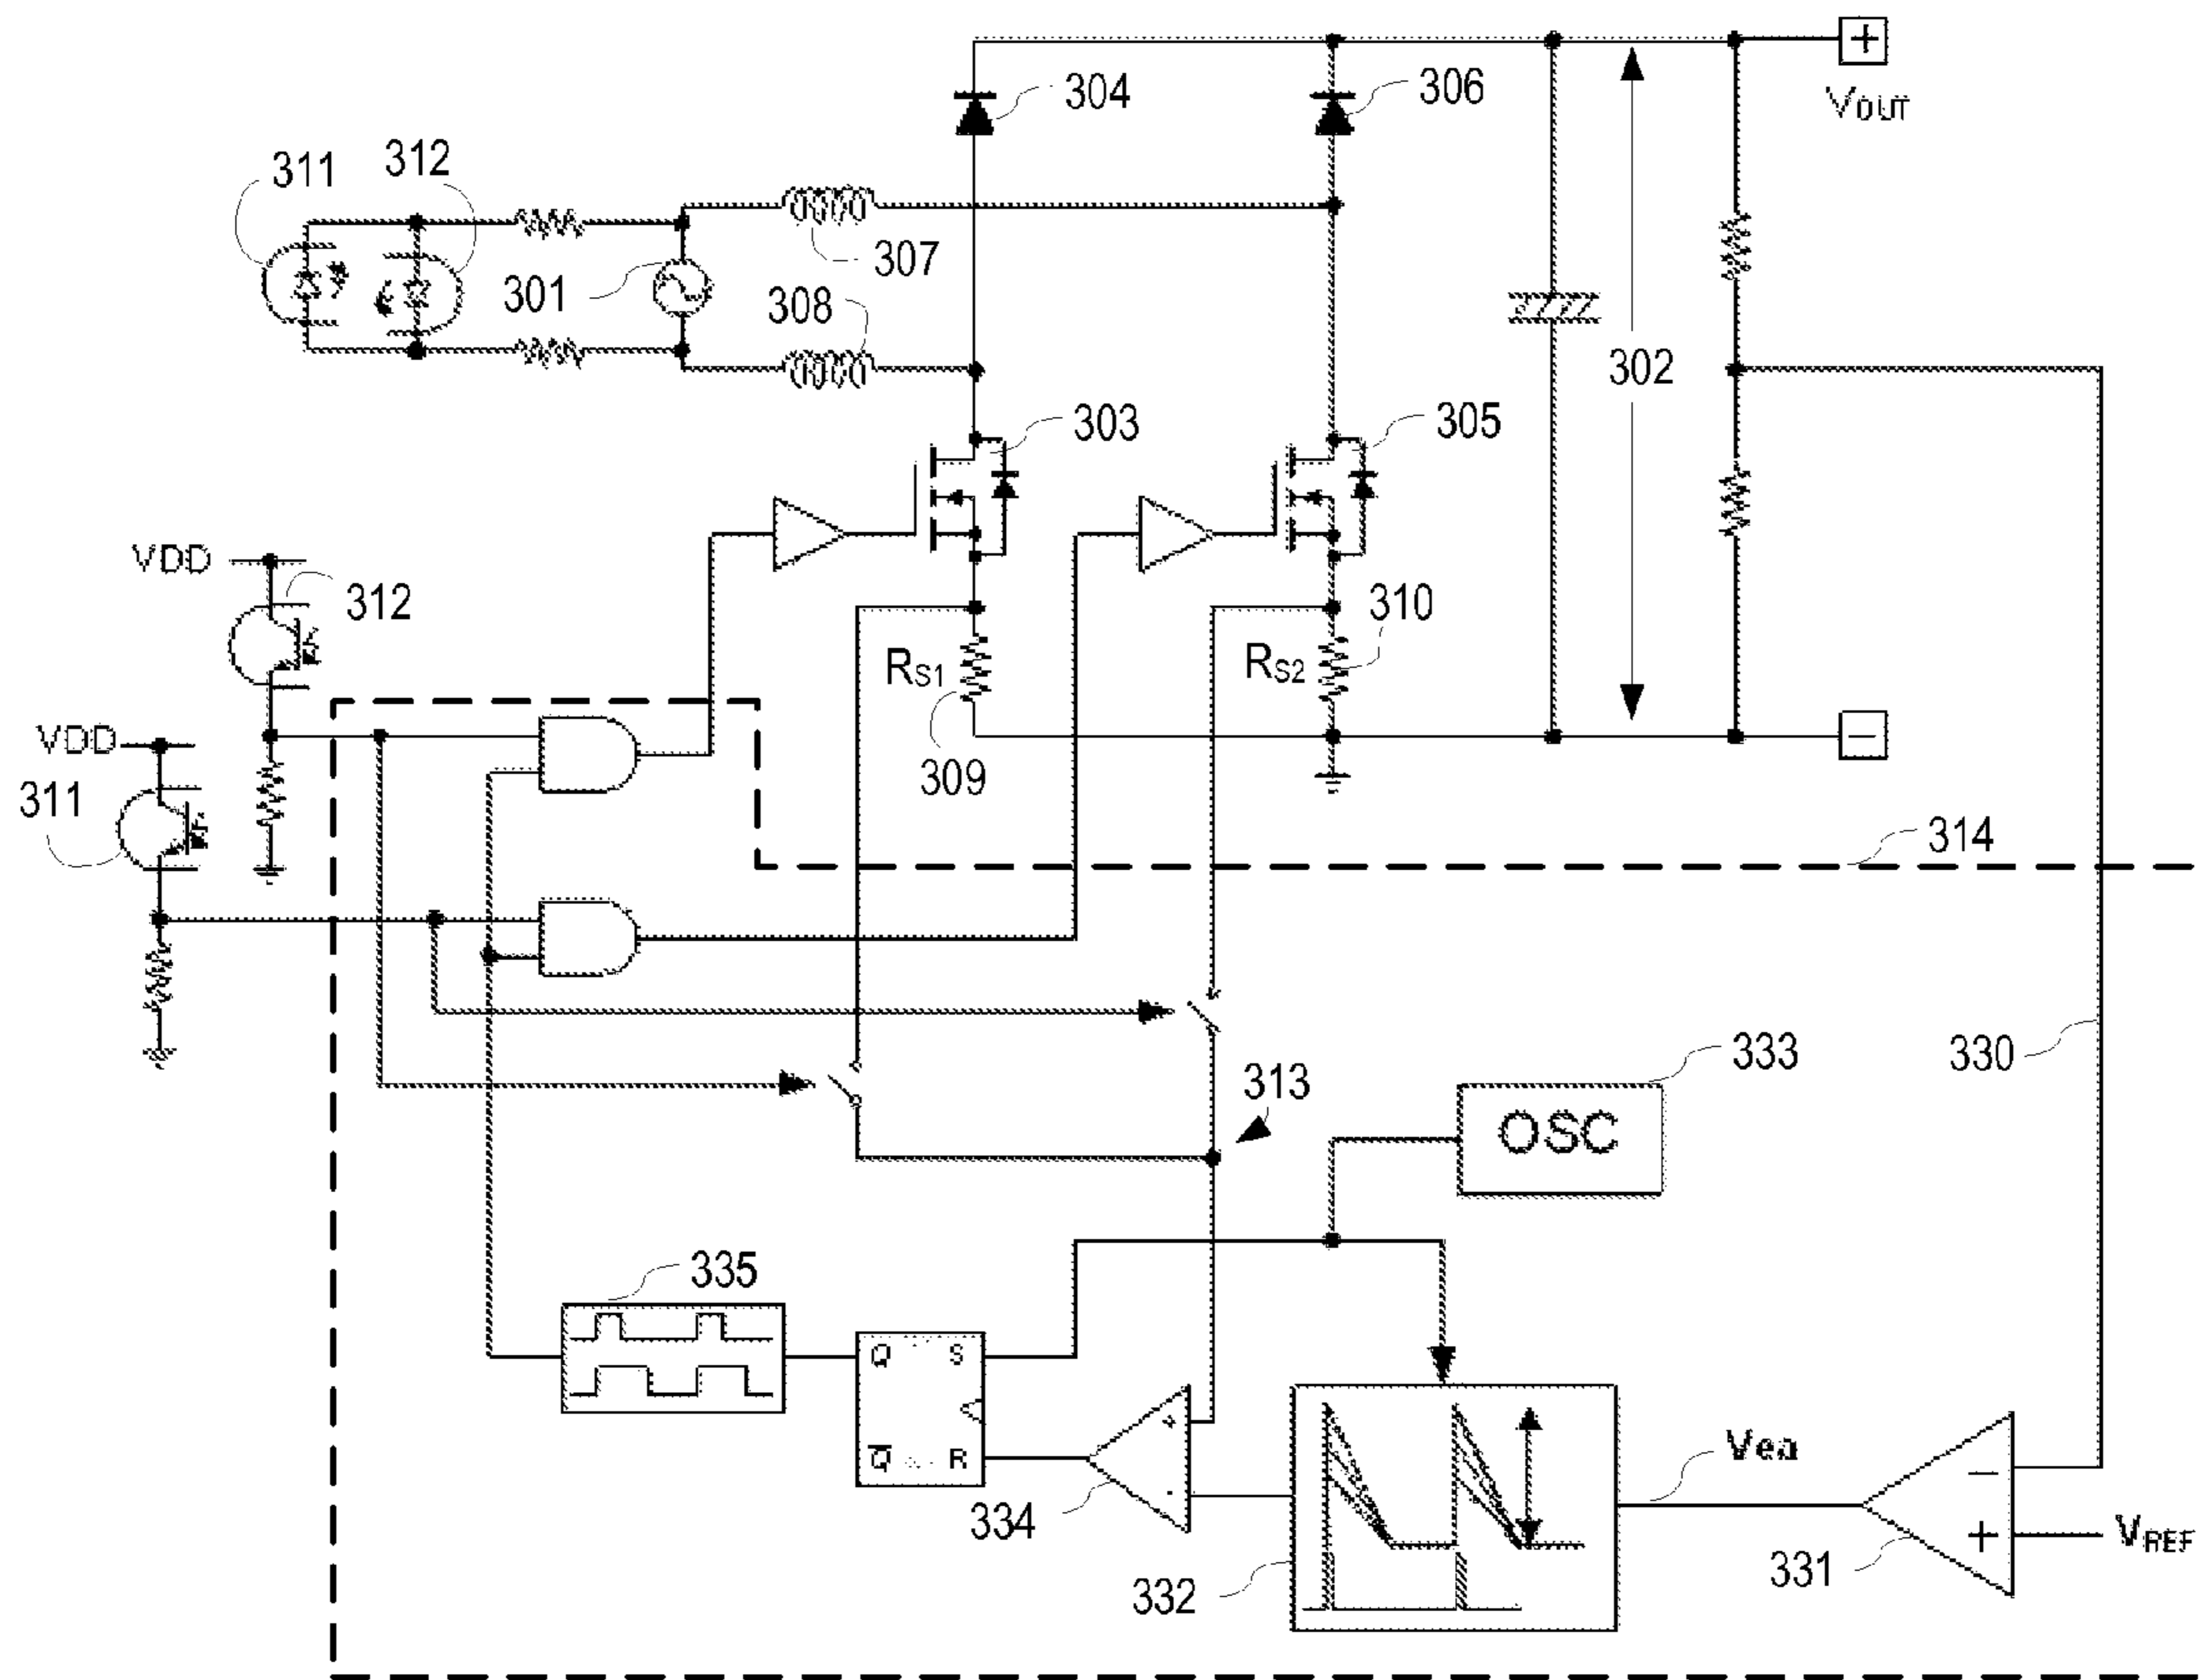 +
304
306
VOUT
311
312
307
301
308
302
303
305
VDD
312
RS1
RS2
310
VDD
309
−
311
314
330
333
313
OSC
335
Q S
Q R
+
-
334
332
Vea
−
+
VREF
331